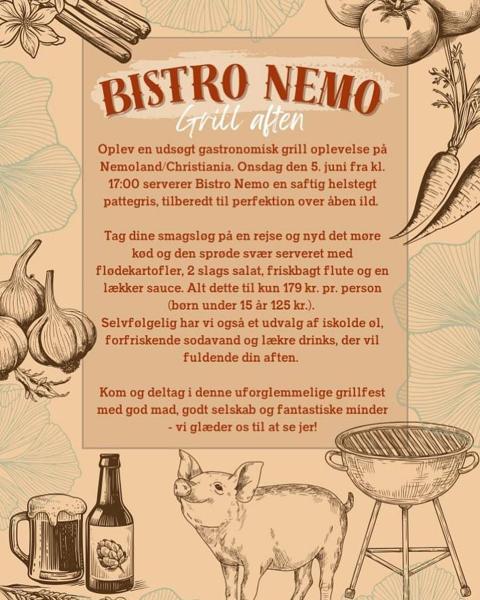 BISTRO NEMO
Grill aften
Oplev en udsøgt gastronomisk grill oplevelse på
Nemoland/Christiania. Onsdag den 5. juni fra kl.
17:00 serverer Bistro Nemo en saftig helstegt
pattegris, tilberedt til perfektion over åben ild.
Tag dine smagsløg på en rejse og nyd det møre
kød og den sprøde svær serveret med
flødekartofler, 2 slags salat, friskbagt flute og en
lækker sauce. Alt dette til kun 179 kr. pr. person
(børn under 15 år 125 kr.).
Selvfølgelig har vi også et udvalg af iskolde øl,
forfriskende sodavand og lækre drinks, der vil
fuldende din aften.
Kom og deltag i denne uforglemmelige grillfest
med god mad, godt selskab og fantastiske minder
- vi glæder os til at se jer!